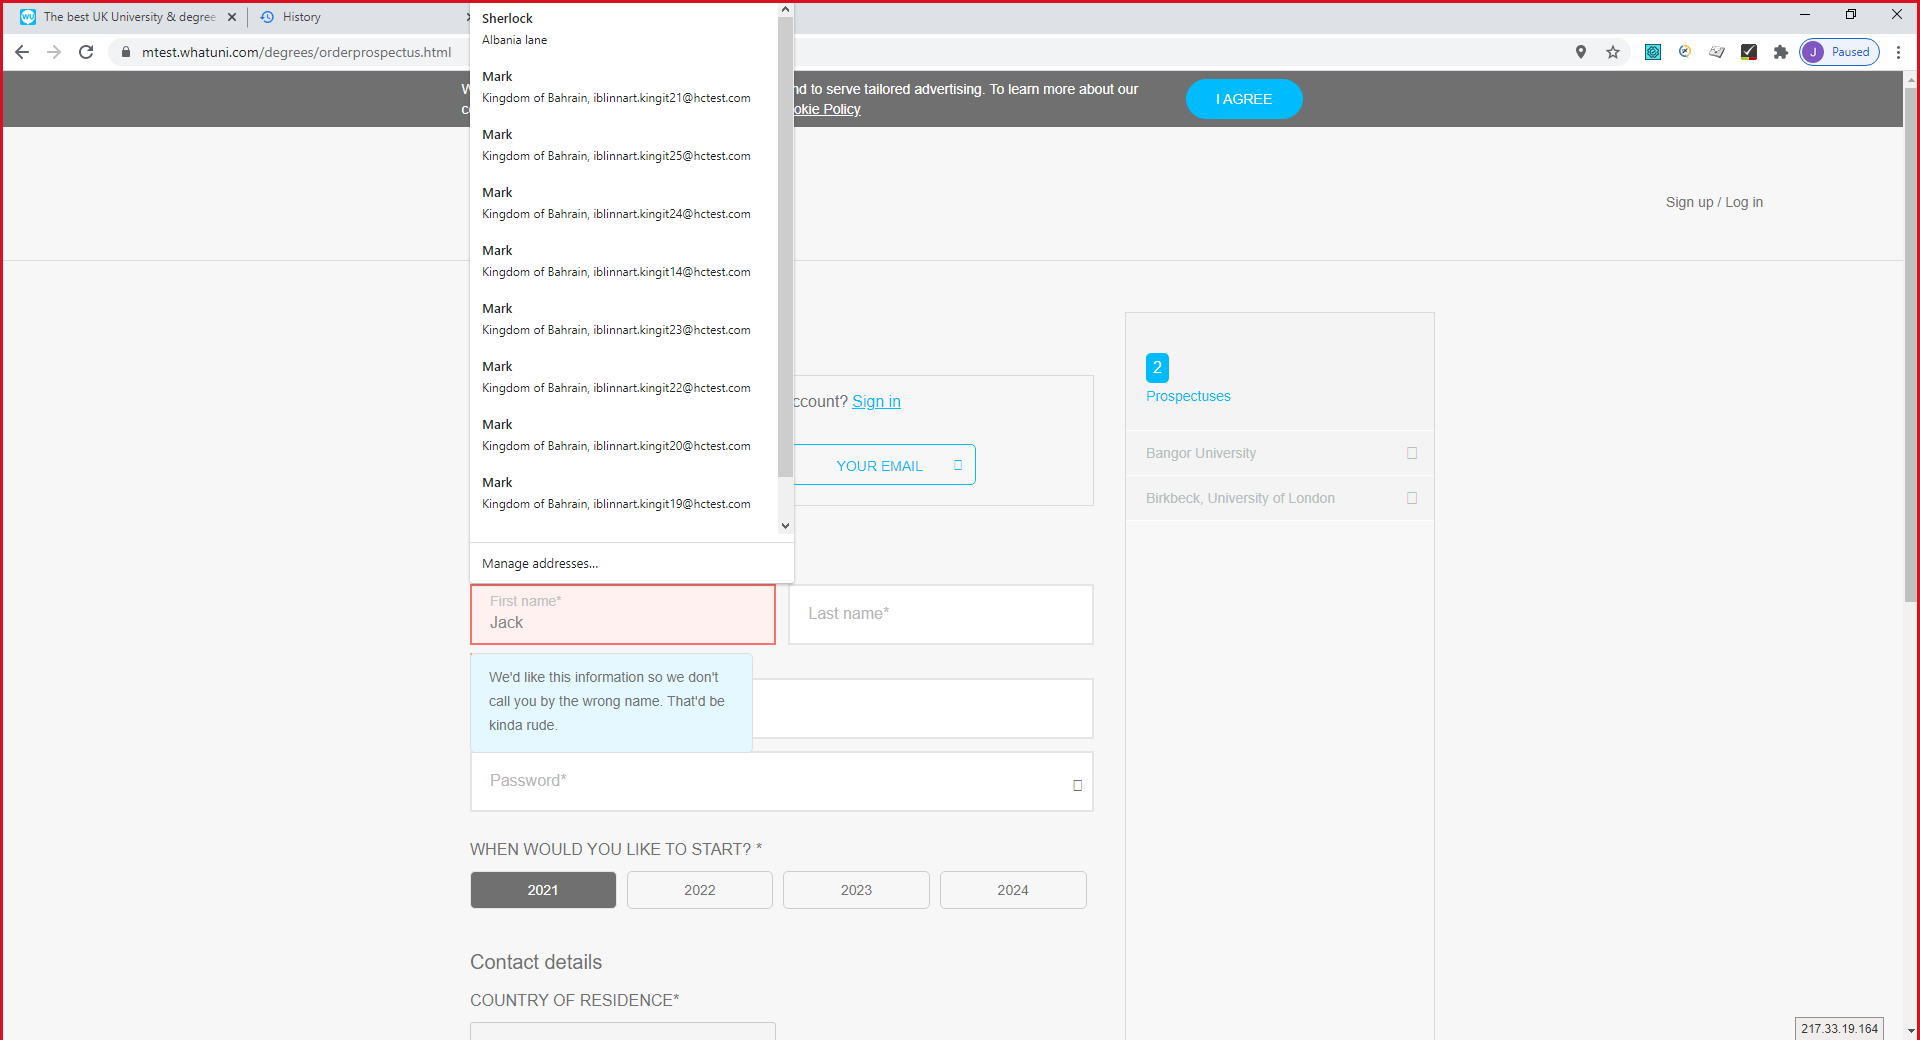 The best UK University & degree
History
mtest.whatuni.com/degrees/orderprospectus.html
J Paused
nd to serve tailored advertising. To learn more about our
okie Policy
I AGREE
Sherlock
Albania lane
Mark
Kingdom of Bahrain, iblinnart.kingit21@hctest.com
Mark
Kingdom of Bahrain, iblinnart.kingit25@hctest.com
Mark
Kingdom of Bahrain, iblinnart.kingit24@hctest.com
Mark
Kingdom of Bahrain, iblinnart.kingit14@hctest.com
Mark
Kingdom of Bahrain, iblinnart.kingit23@hctest.com
Mark
Kingdom of Bahrain, iblinnart.kingit22@hctest.com
Mark
Kingdom of Bahrain, iblinnart.kingit20@hctest.com
Mark
Kingdom of Bahrain, iblinnart.kingit19@hctest.com
Manage addresses...
Sign up / Log in
ccount? Sign in
YOUR EMAIL
2
Prospectuses
Bangor University
Birkbeck, University of London
First name*
Jack
Last name*
We'd like this information so we don't
call you by the wrong name. That'd be
kinda rude.
Password*
WHEN WOULD YOU LIKE TO START? *
2021
2022
2023
2024
Contact details
COUNTRY OF RESIDENCE*
217.33.19.164